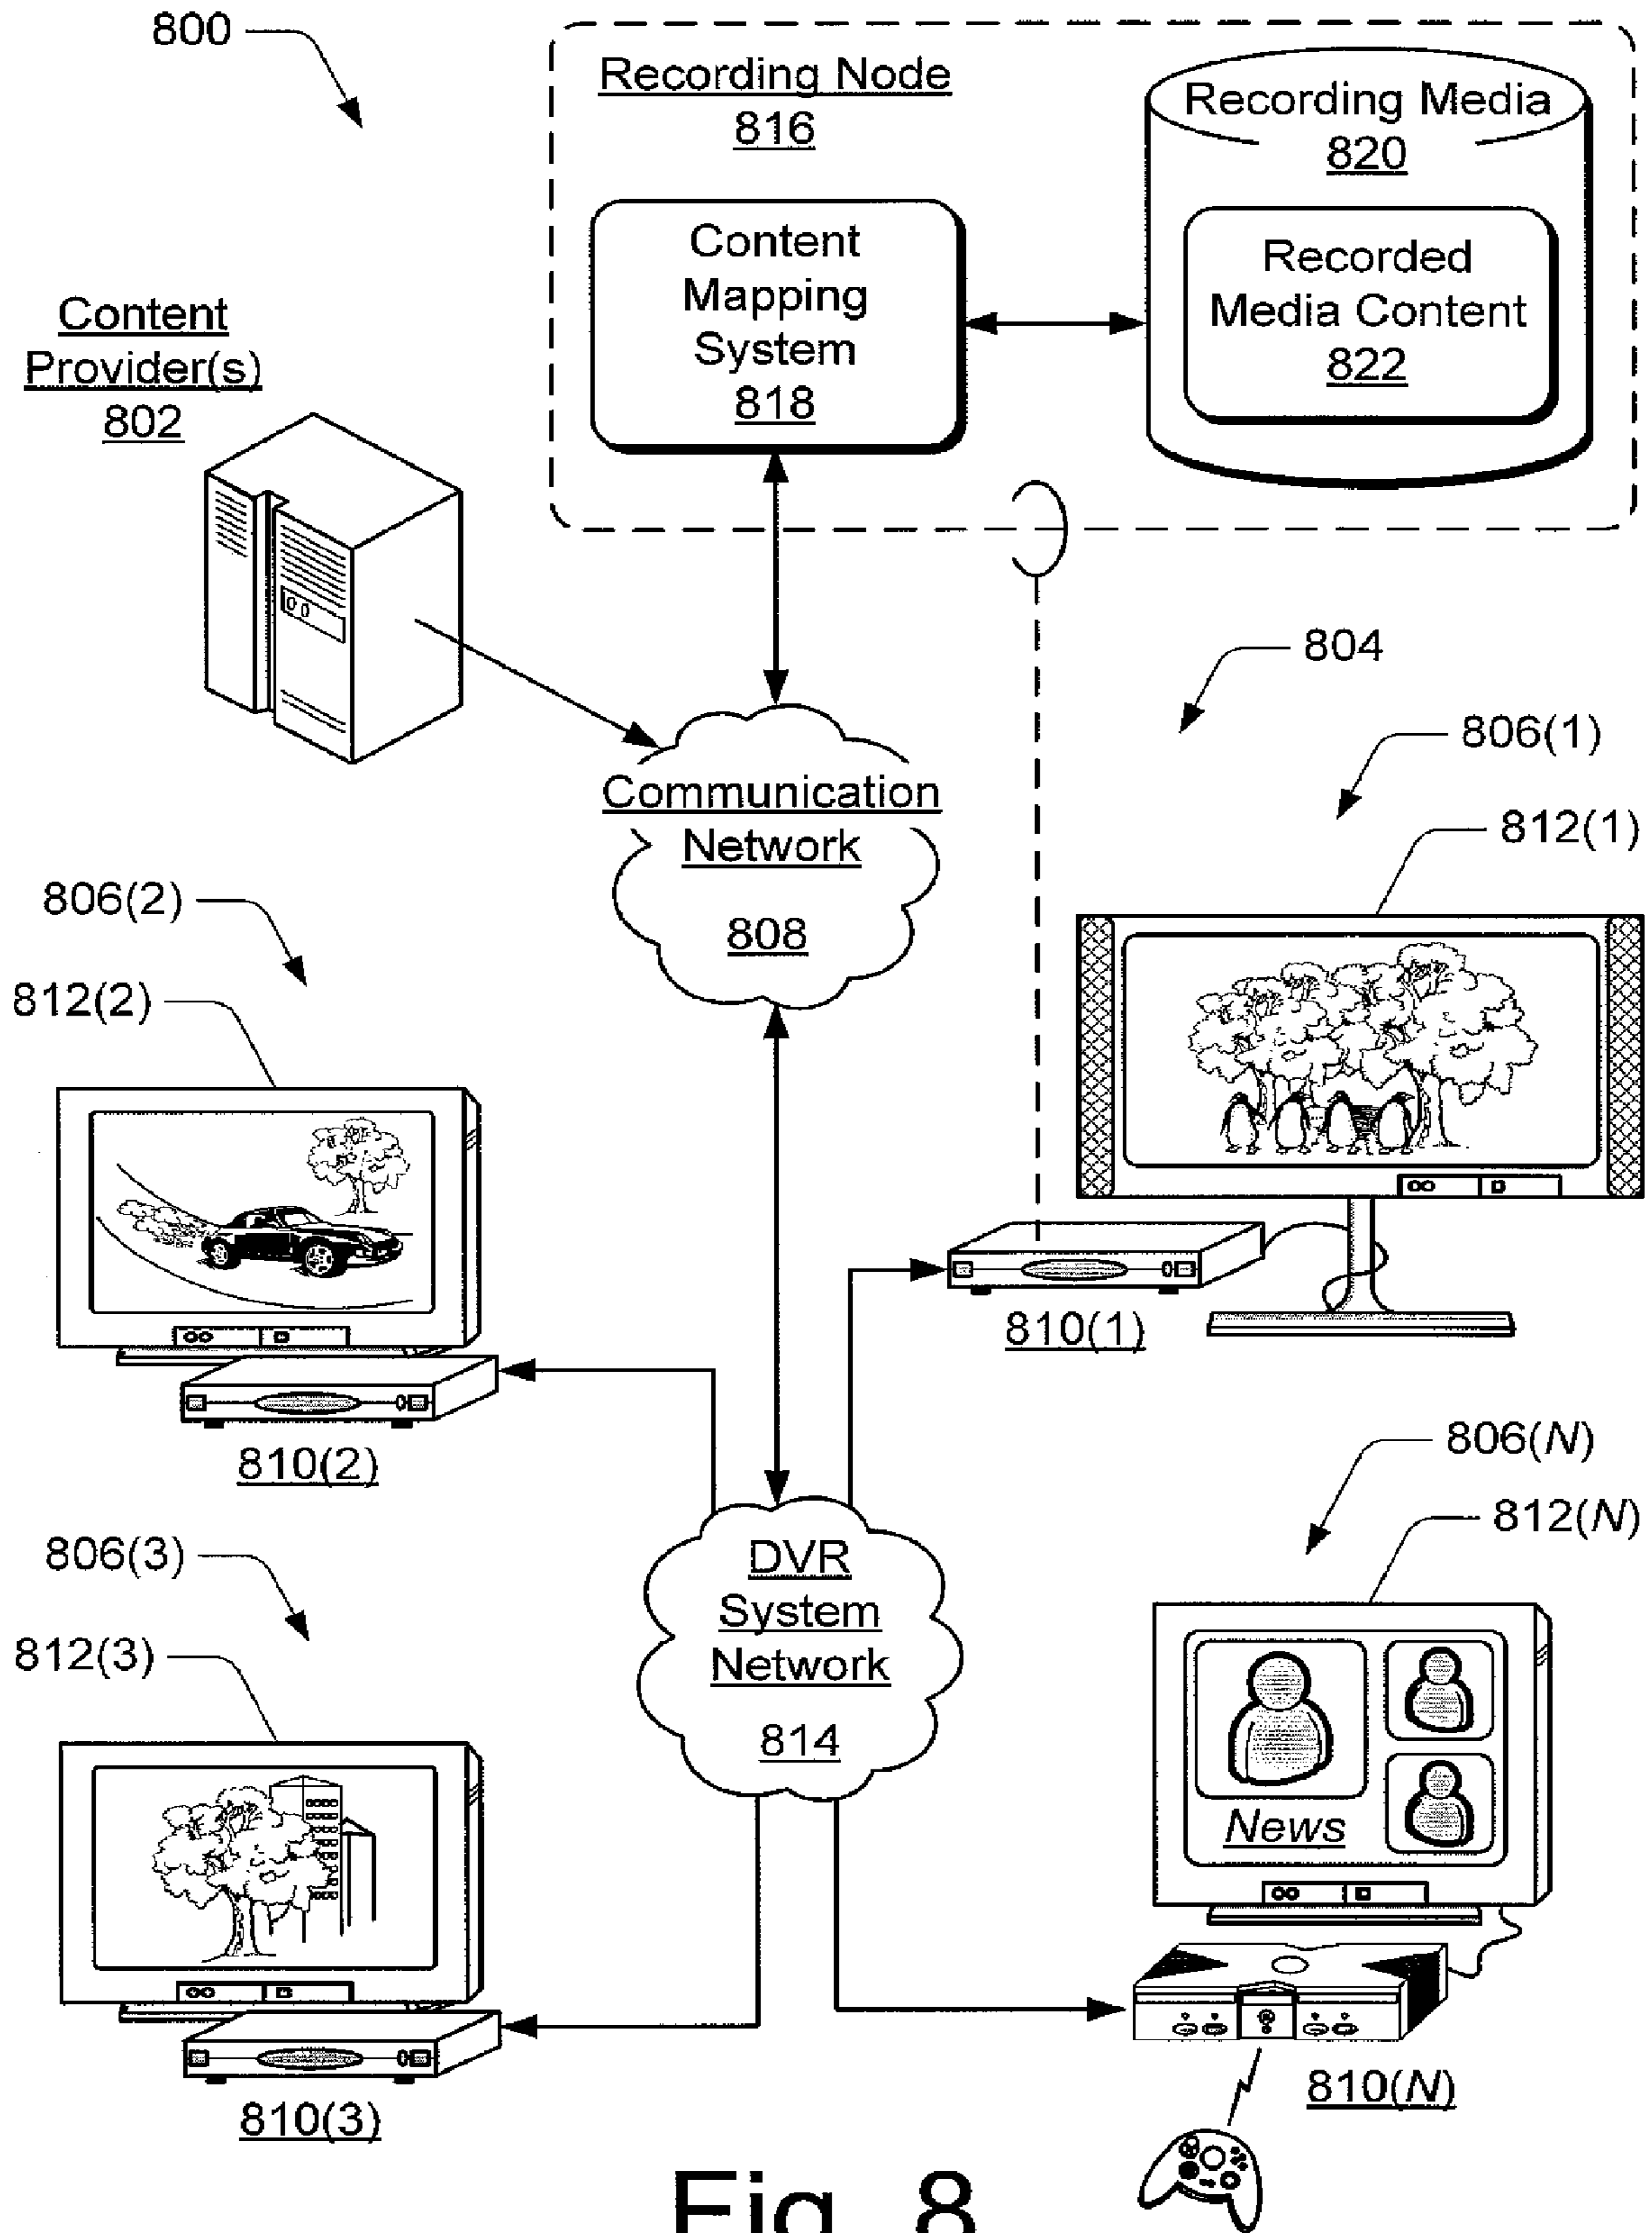 800
Recording Node
816
Recording Media
820
Content
Mapping
System
818
Recorded
Media Content
822
Content
Provider(s)
802
804
806(1)
812(1)
Communication
Network
808
806(2)
812(2)
810(1)
810(2)
806(N)
812(N)
806(3)
812(3)
DVR
System
Network
814
News
810(N)
810(3)
Fig. 8